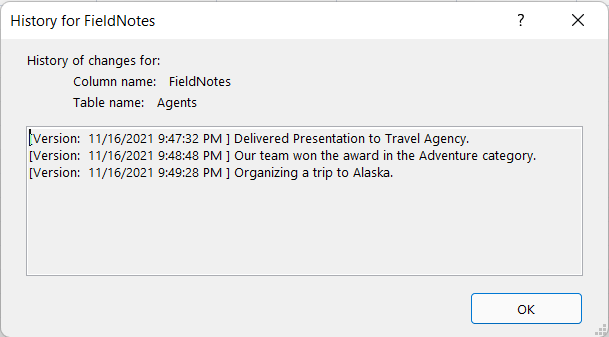 History for FieldNotes
?
History of changes for:
Column name: FieldNotes
Table name: Agents
[Version: 11/16/2021 9:47:32 PM ] Delivered Presentation to Travel Agency.
[Version: 11/16/2021 9:48:48 PM ] Our team won the award in the Adventure category.
[Version: 11/16/2021 9:49:28 PM ] Organizing a trip to Alaska.
OK